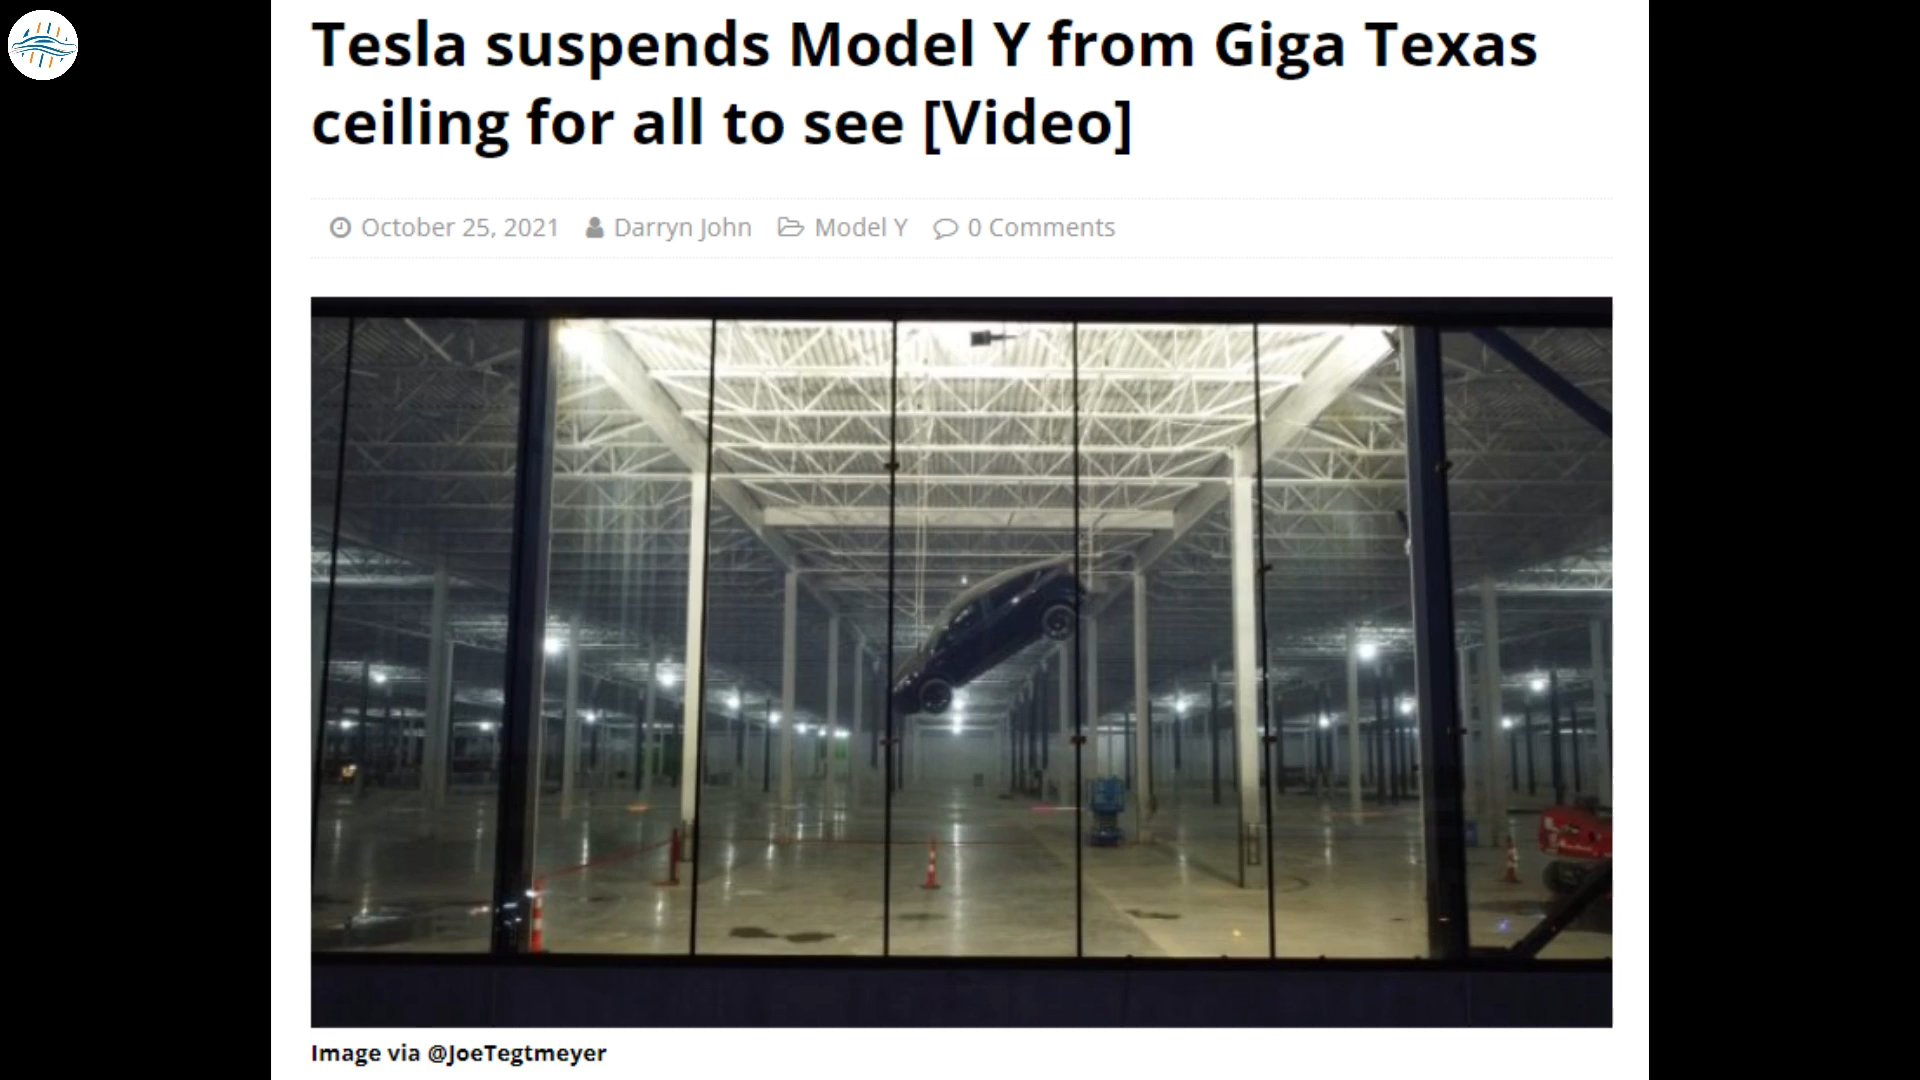 Tesla suspends Model Y from Giga Texas
ceiling for all to see [Video]
October 25, 2021 Darryn John Model Y 0 Comments
Image via @JoeTegtmeyer